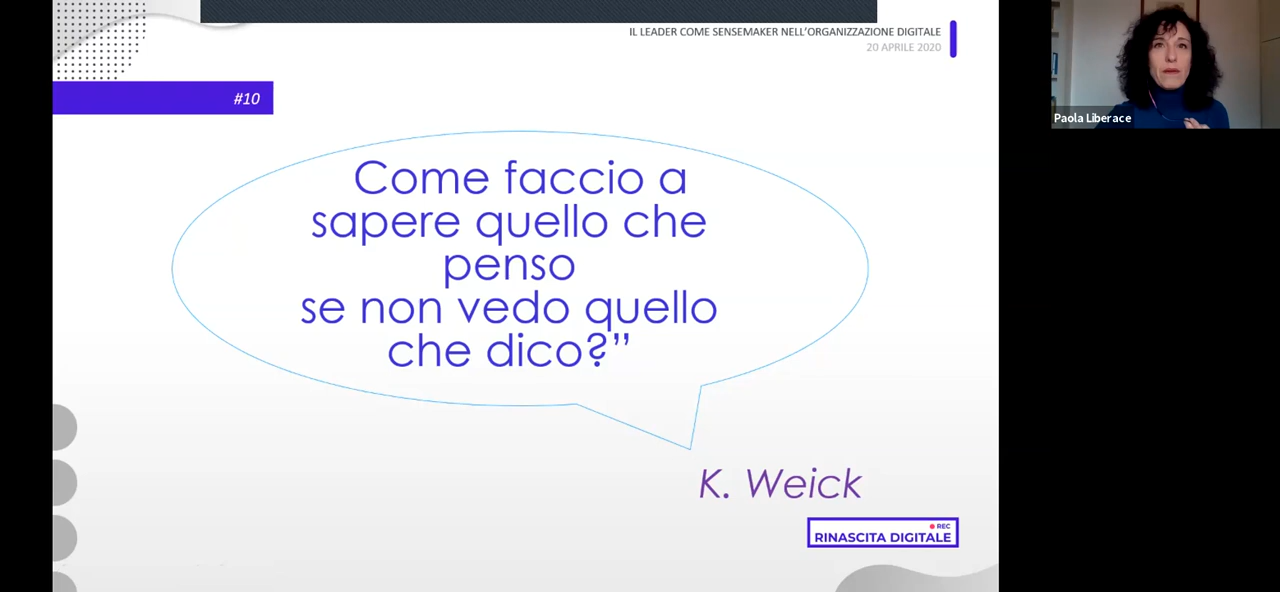 IL LEADER COME SENSEMAKER NELL'ORGANIZZAZIONE DIGITALE
20 APRILE 2020
#10
Come faccio a
sapere quello che
penso
se non vedo quello
che dico?”
K. Weick
REC
RINASCITA DIGITALE
Paola Liberace